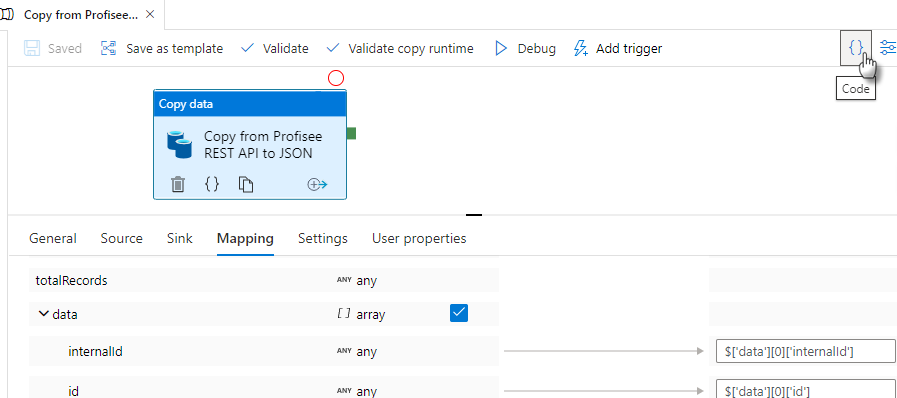 Copy from Profisee...
Saved
Save as template
Validate
Validate copy runtime
Debug
Add trigger
{}
Code
Copy data
Copy from Profisee
REST API to JSON
{}
General
Source
Sink
Mapping
Settings
User properties
totalRecords
ANY any
data
[ ] array
internalId
ANY any
$['data'][0]['internalId']
id
ANY any
$['data'][0]['id']